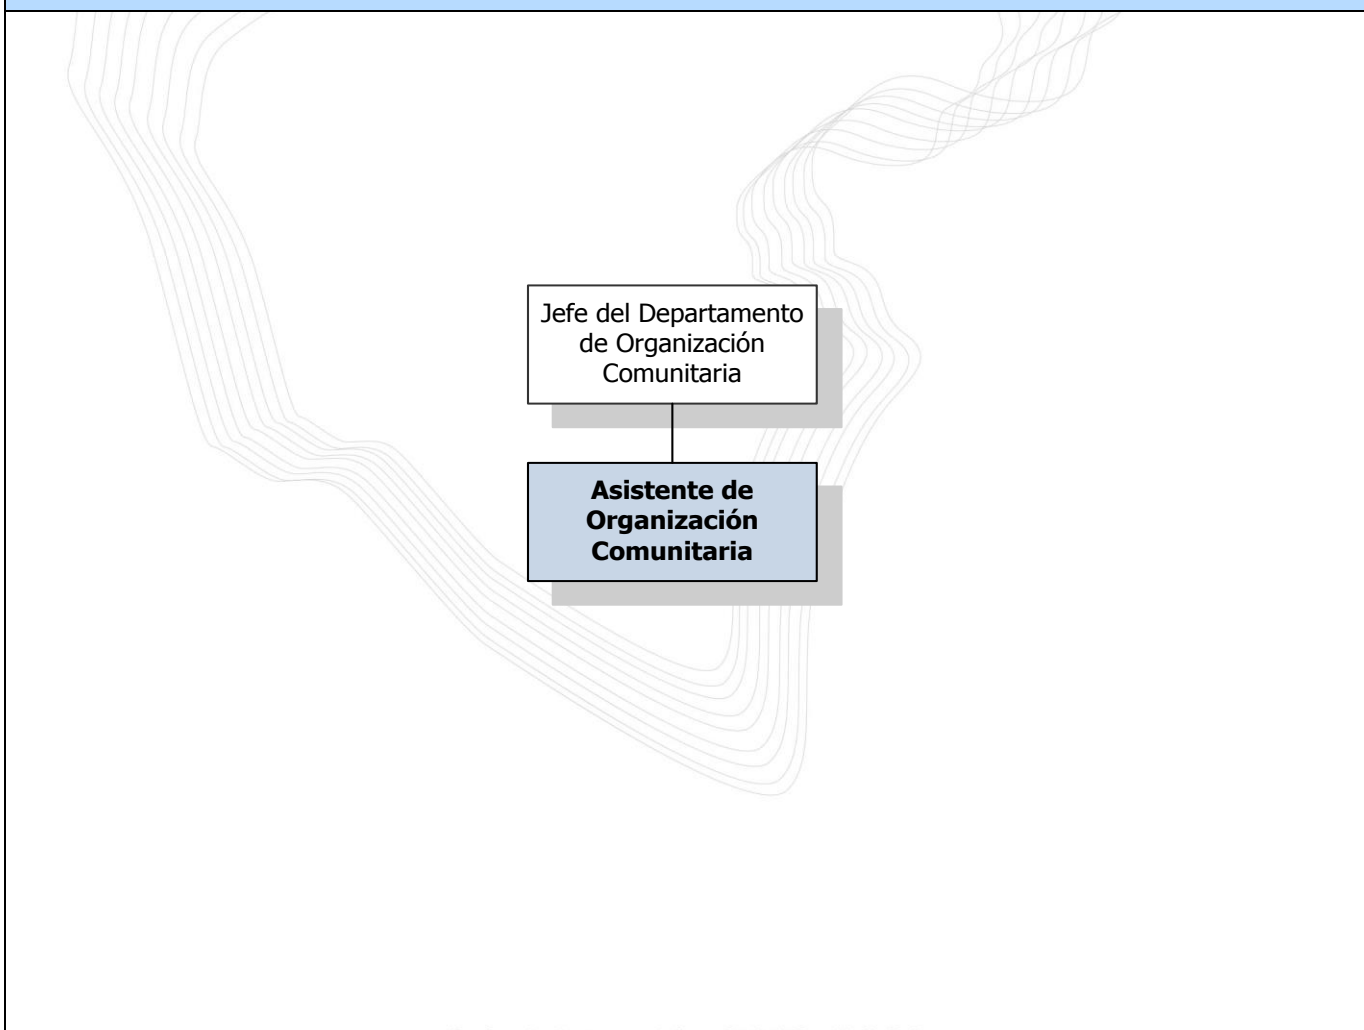 Jefe del Departamento
de Organización
Comunitaria
Asistente de
Organización
Comunitaria